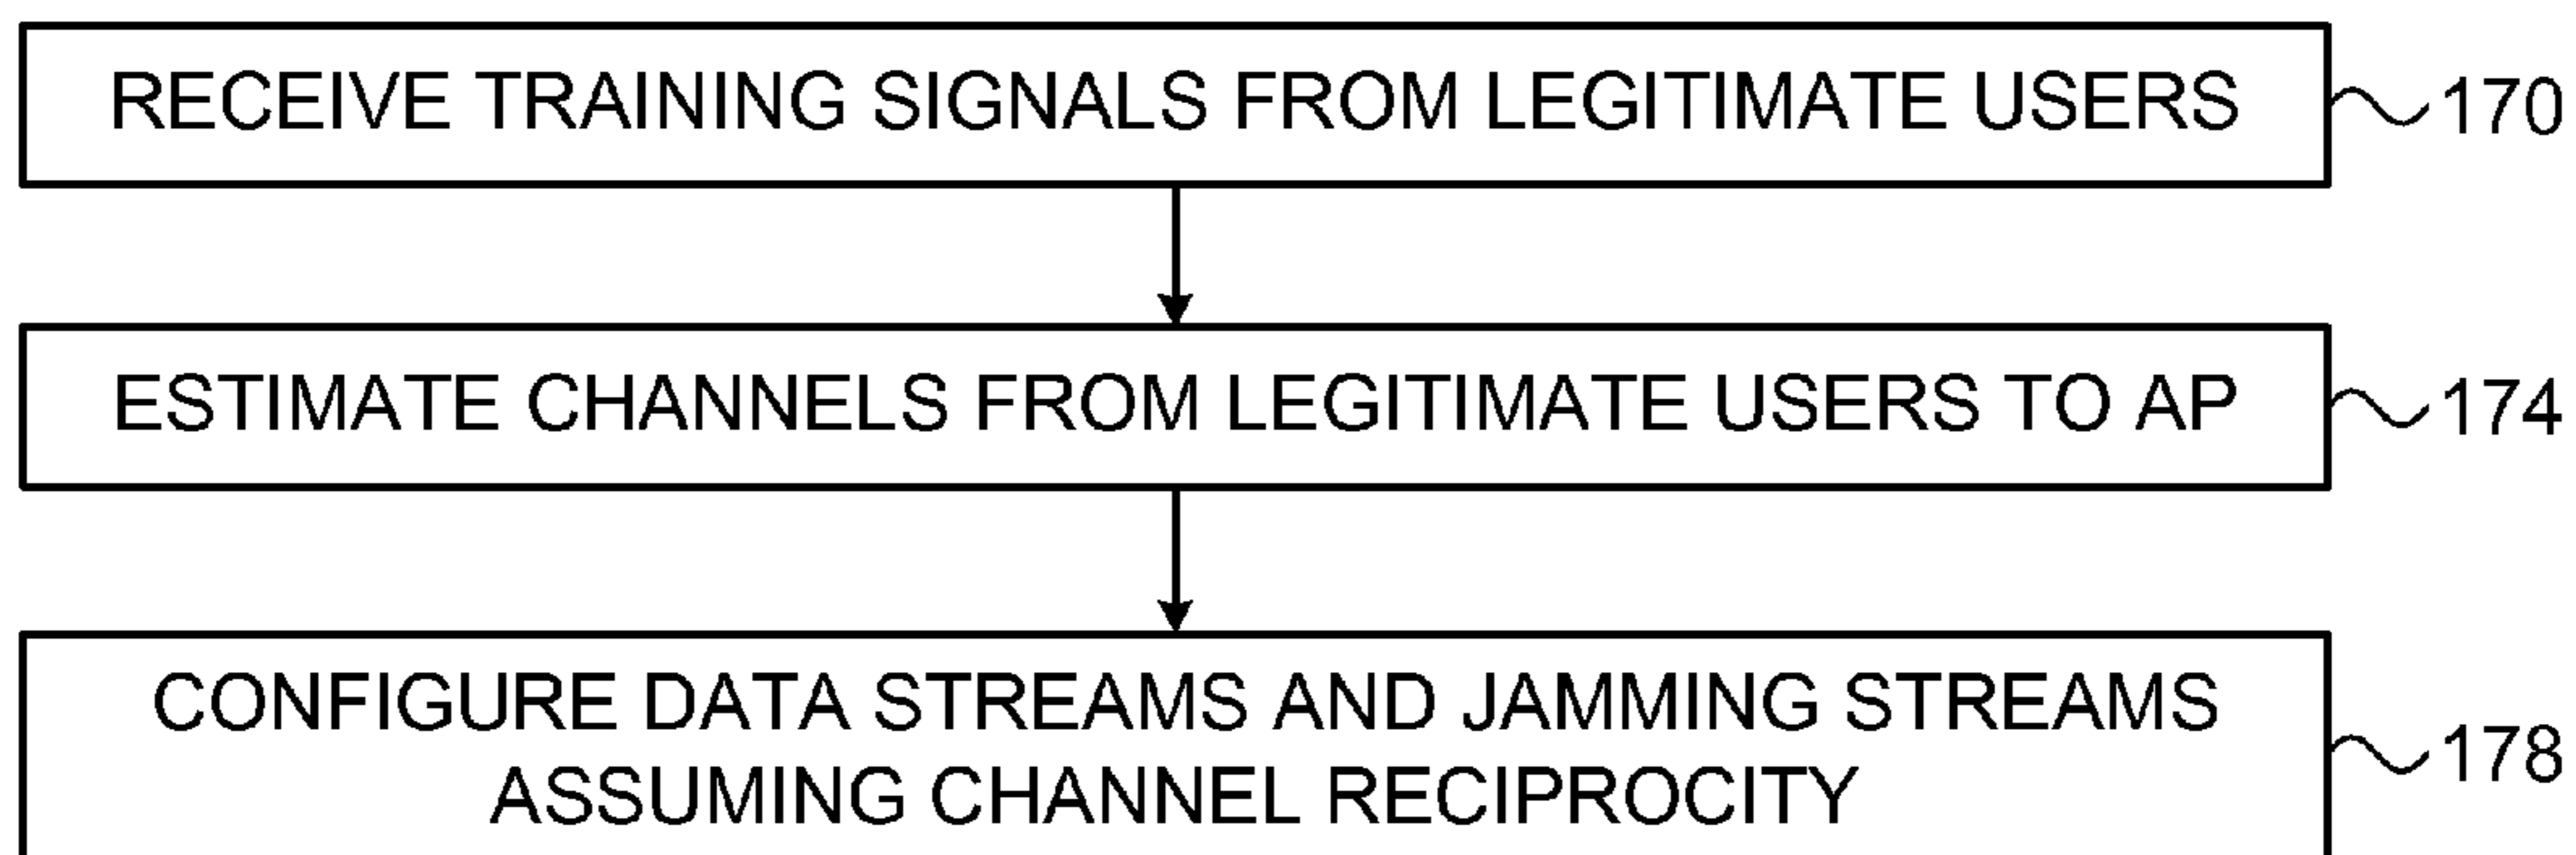 RECEIVE TRAINING SIGNALS FROM LEGITIMATE USERS 170
ESTIMATE CHANNELS FROM LEGITIMATE USERS TO AP 174
CONFIGURE DATA STREAMS AND JAMMING STREAMS
ASSUMING CHANNEL RECIPROCITY 178